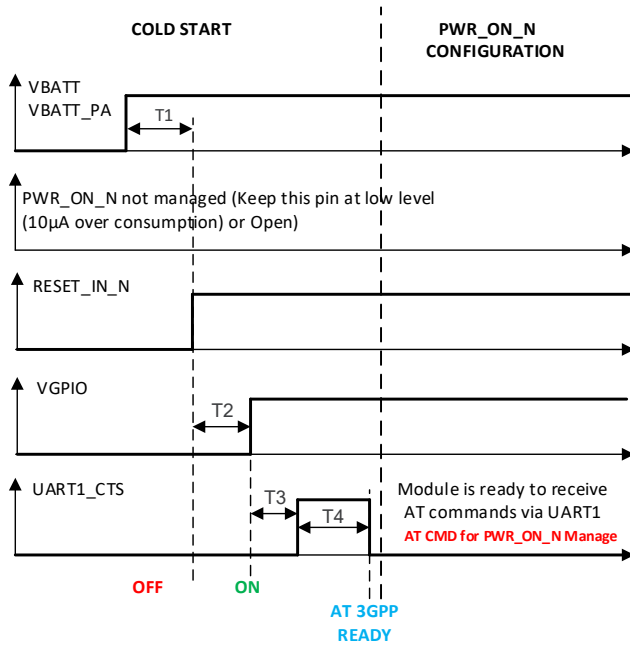 COLD START
PWR_ON_N
CONFIGURATION
VBATT
VBATT_PA
T1
PWR_ON_N not managed (Keep this pin at low level
(10µA over consumption) or Open)
RESET_IN_N
VGPIO
T2
UART1_CTS
T3
T4
Module is ready to receive
AT commands via UART1
AT CMD for PWR_ON_N Manage
OFF
ON
AT 3GPP
READY